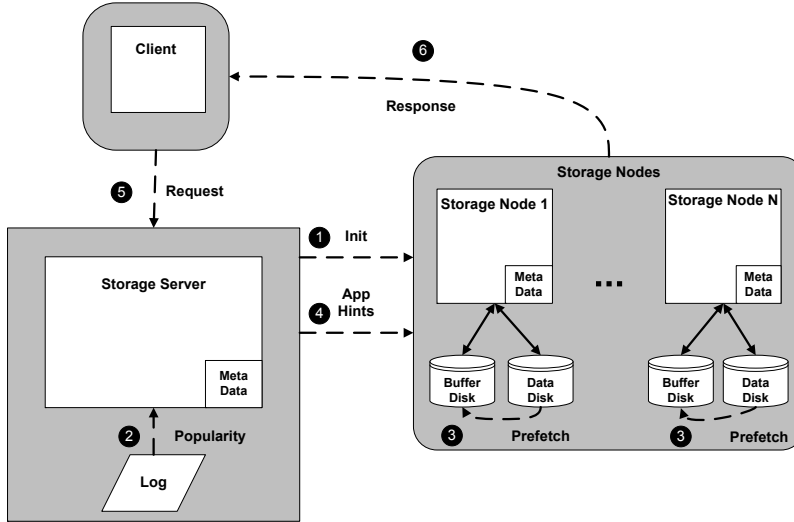 Client
6
Response
5
Request
Storage Nodes
Storage Node 1
Storage Node N
1
Init
Meta
Data
...
Meta
Data
Storage Server
4
App
Hints
Meta
Data
Buffer
Disk
Data
Disk
Buffer
Disk
Data
Disk
2
Popularity
3
Prefetch
3
Prefetch
Log